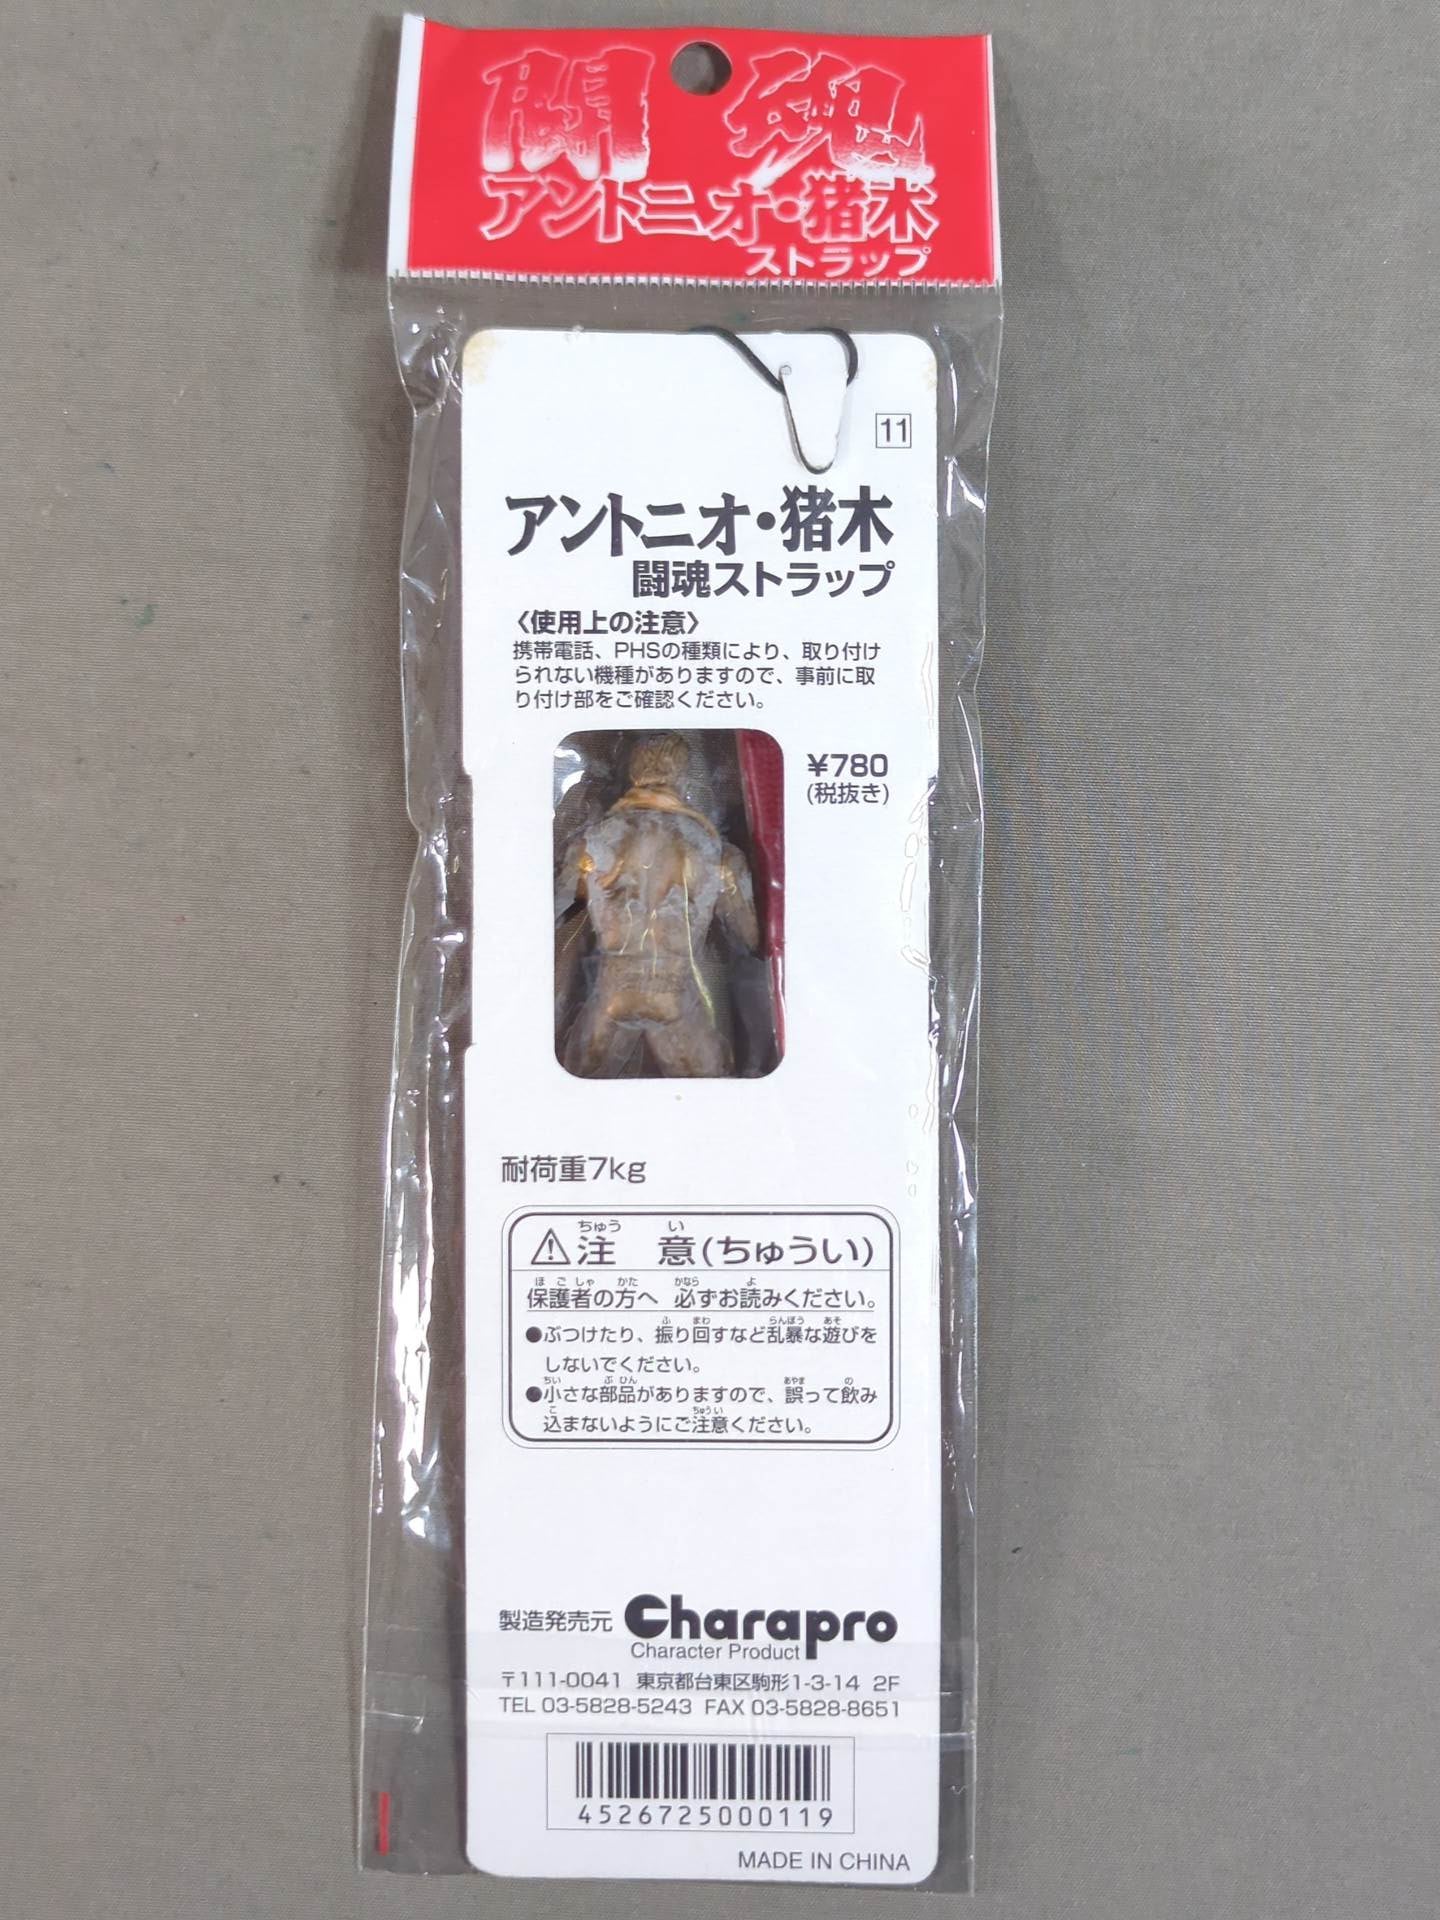 闘魂
アントニオ・猪木
ストラップ
11
アントニオ・猪木
闘魂ストラップ
〈使用上の注意〉
携帯電話、PHSの種類により、取り付け
られない機種がありますので、事前に取
り付け部をご確認ください。
¥780
(税抜き)
耐荷重7kg
ちゅう い
⚠注 意(ちゅうい)
ほごしゃ かた かなら よ
保護者の方へ 必ずお読みください。
ふ まわ らんぼう あそ
●ぶつけたり、振り回すなど乱暴な遊びを
しないでください。
ちい ぶひん あやま の
●小さな部品がありますので、誤って飲み
こ ちゅうい
込まないようにご注意ください。
製造発売元 Charapro
Character Product
〒111-0041 東京都台東区駒形1-3-14 2F
TEL 03-5828-5243 FAX 03-5828-8651
4526725000119
MADE IN CHINA